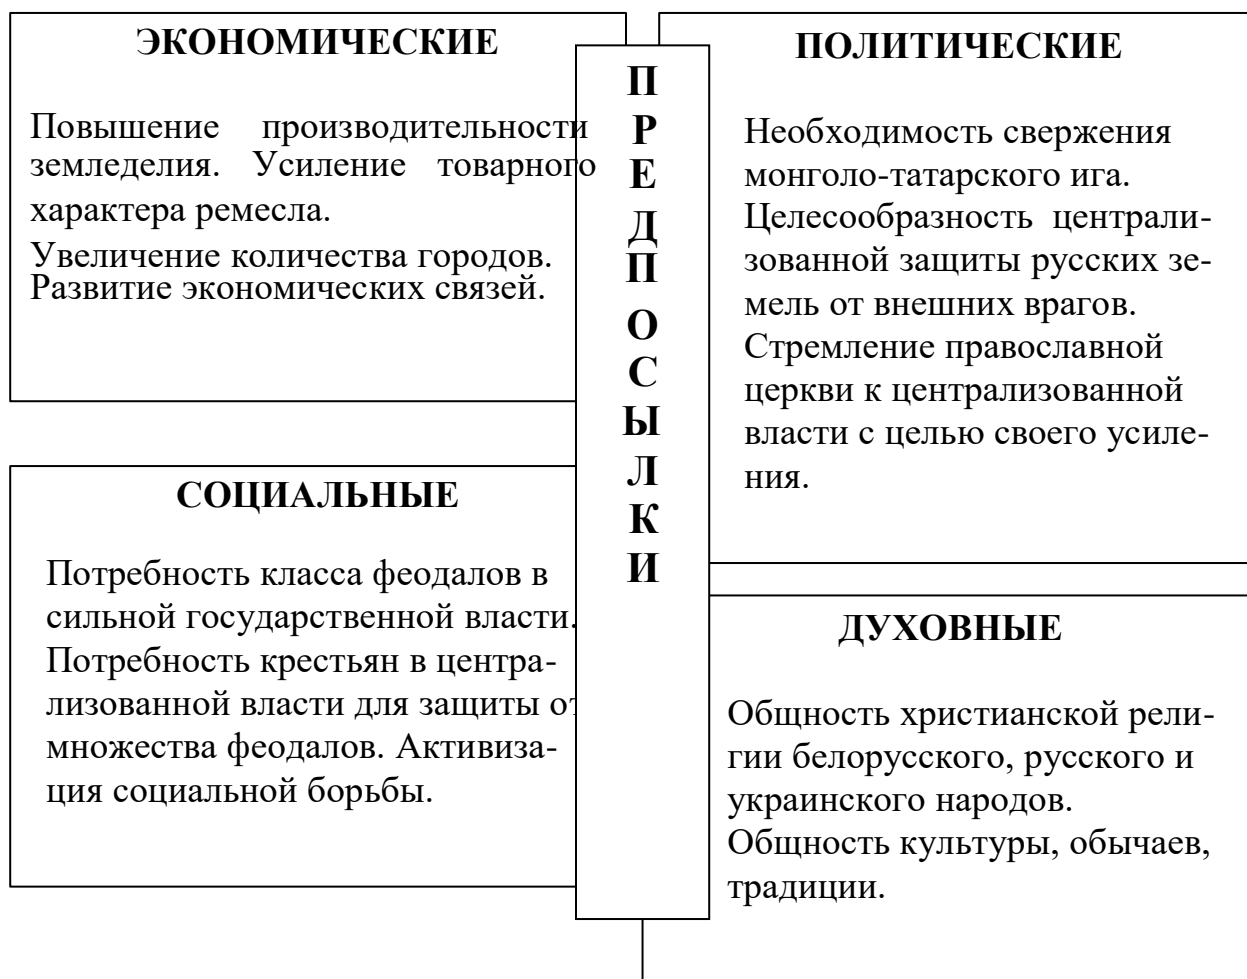 ЭКОНОМИЧЕСКИЕ
Повышение производительности
земледелия. Усиление товарного
характера ремесла.
Увеличение количества городов.
Развитие экономических связей.
СОЦИАЛЬНЫЕ
Потребность класса феодалов в
сильной государственной власти.
Потребность крестьян в центра-
лизованной власти для защиты от
множества феодалов. Активиза-
ция социальной борьбы.
П
Р
Е
Д
П
О
С
Ы
Л
К
И
ПОЛИТИЧЕСКИЕ
Необходимость свержения
монголо-татарского ига.
Целесообразность централи-
зованной защиты русских зе-
мель от внешних врагов.
Стремление православной
церкви к централизованной
власти с целью своего усиле-
ния.
ДУХОВНЫЕ
Общность христианской рели-
гии белорусского, русского и
украинского народов.
Общность культуры, обычаев,
традиции.